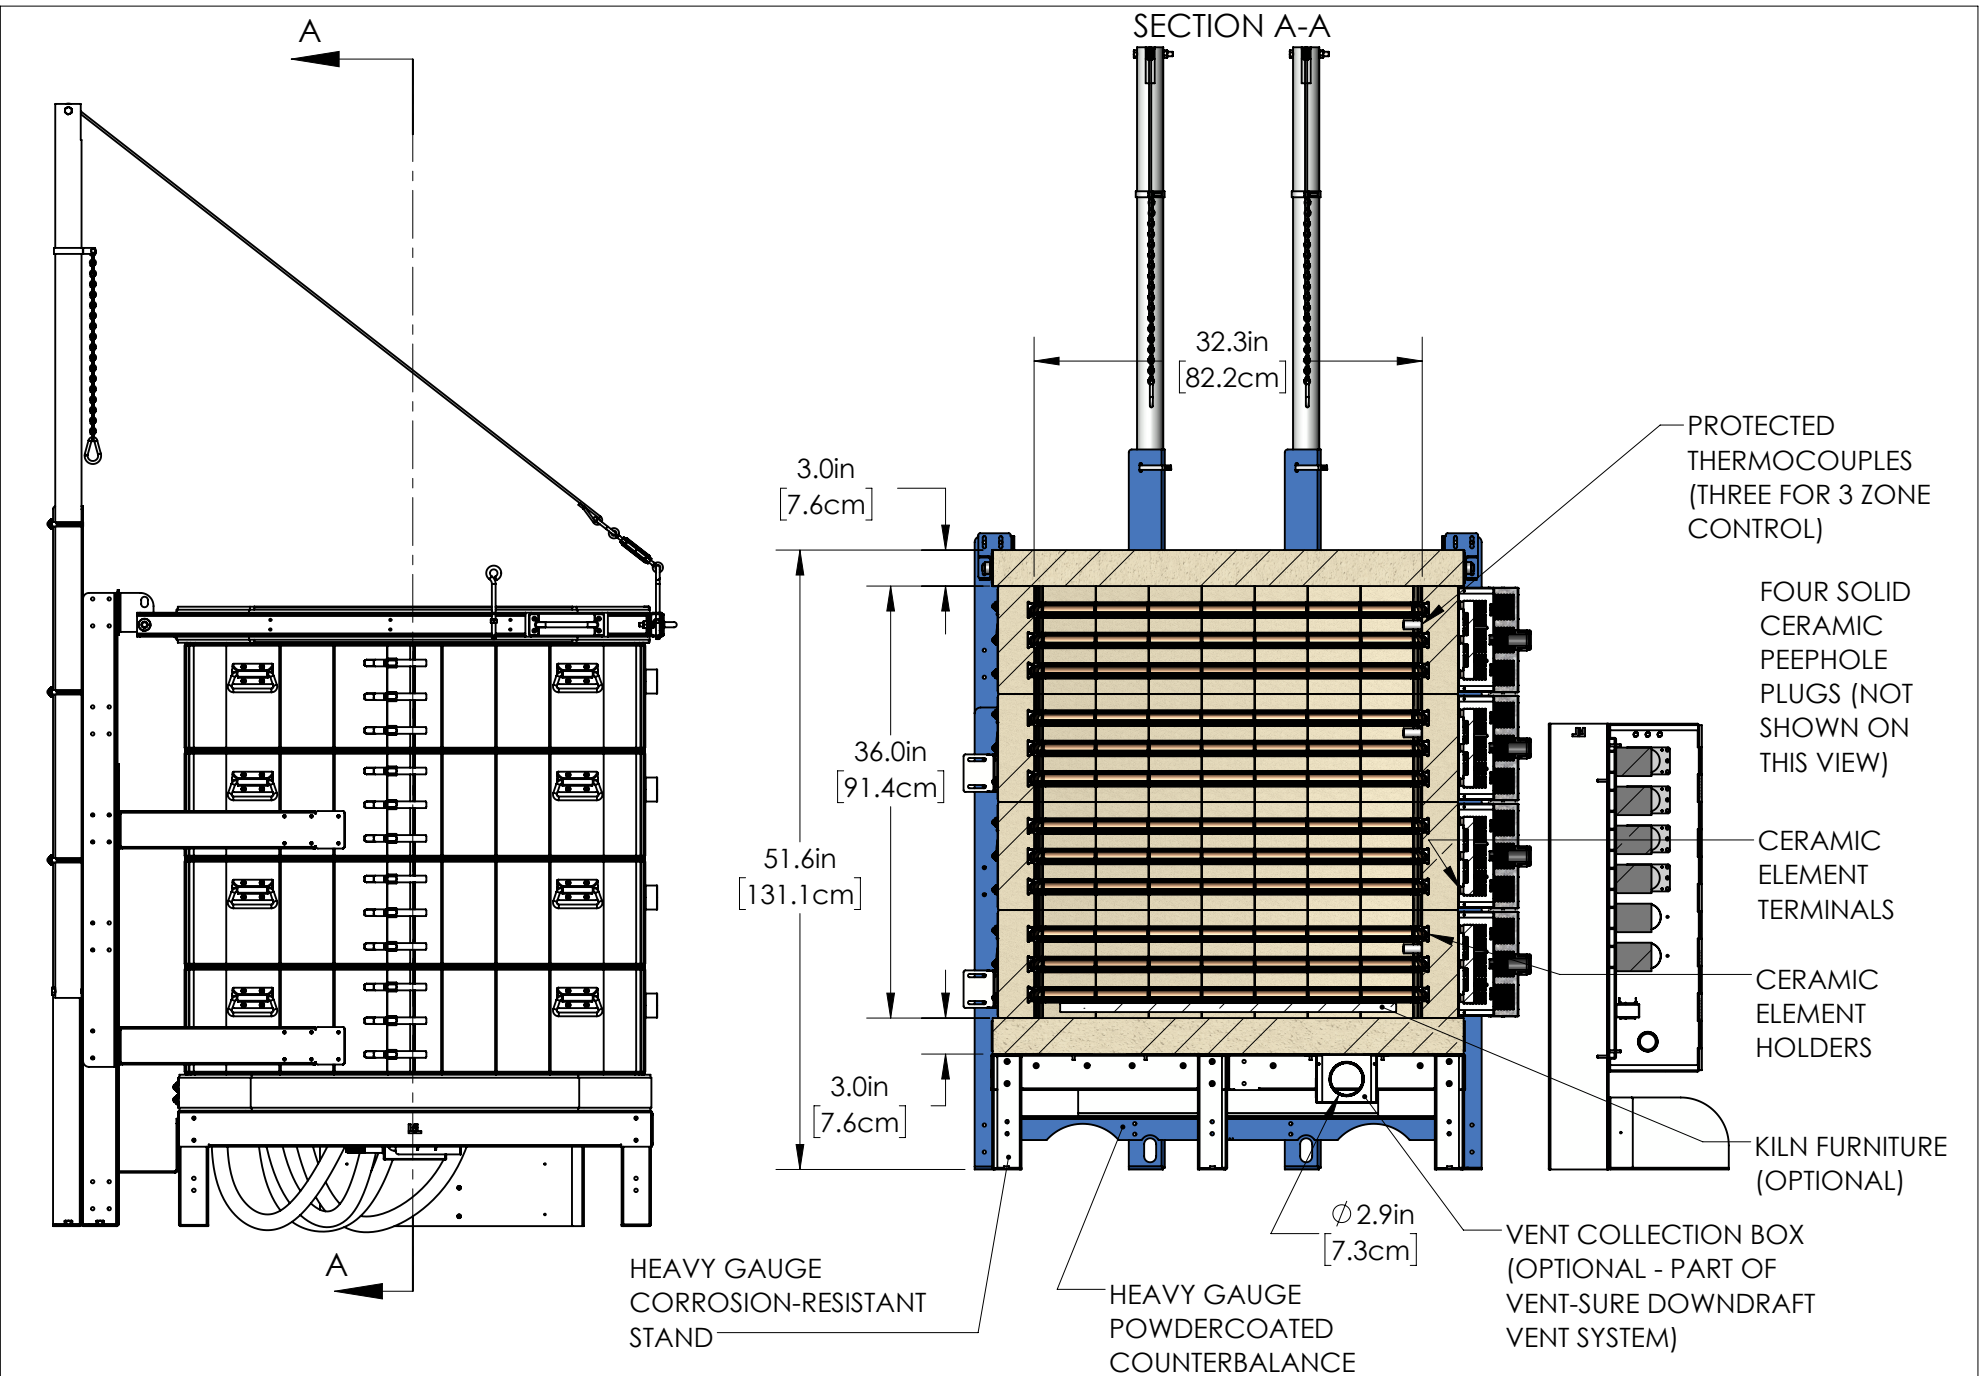 SECTION A-A
A
32.3in
[82.2cm]
3.0in
[7.6cm]
PROTECTED
THERMOCOUPLES
(THREE FOR 3 ZONE
CONTROL)
FOUR SOLID
CERAMIC
PEEPHOLE
PLUGS (NOT
SHOWN ON
THIS VIEW)
36.0in
[91.4cm]
51.6in
[131.1cm]
CERAMIC
ELEMENT
TERMINALS
CERAMIC
ELEMENT
HOLDERS
3.0in
[7.6cm]
KILN FURNITURE
(OPTIONAL)
Ø 2.9in
[7.3cm]
VENT COLLECTION BOX
(OPTIONAL - PART OF
VENT-SURE DOWNDRAFT
VENT SYSTEM)
A
HEAVY GAUGE
CORROSION-RESISTANT
STAND
HEAVY GAUGE
POWDERCOATED
COUNTERBALANCE